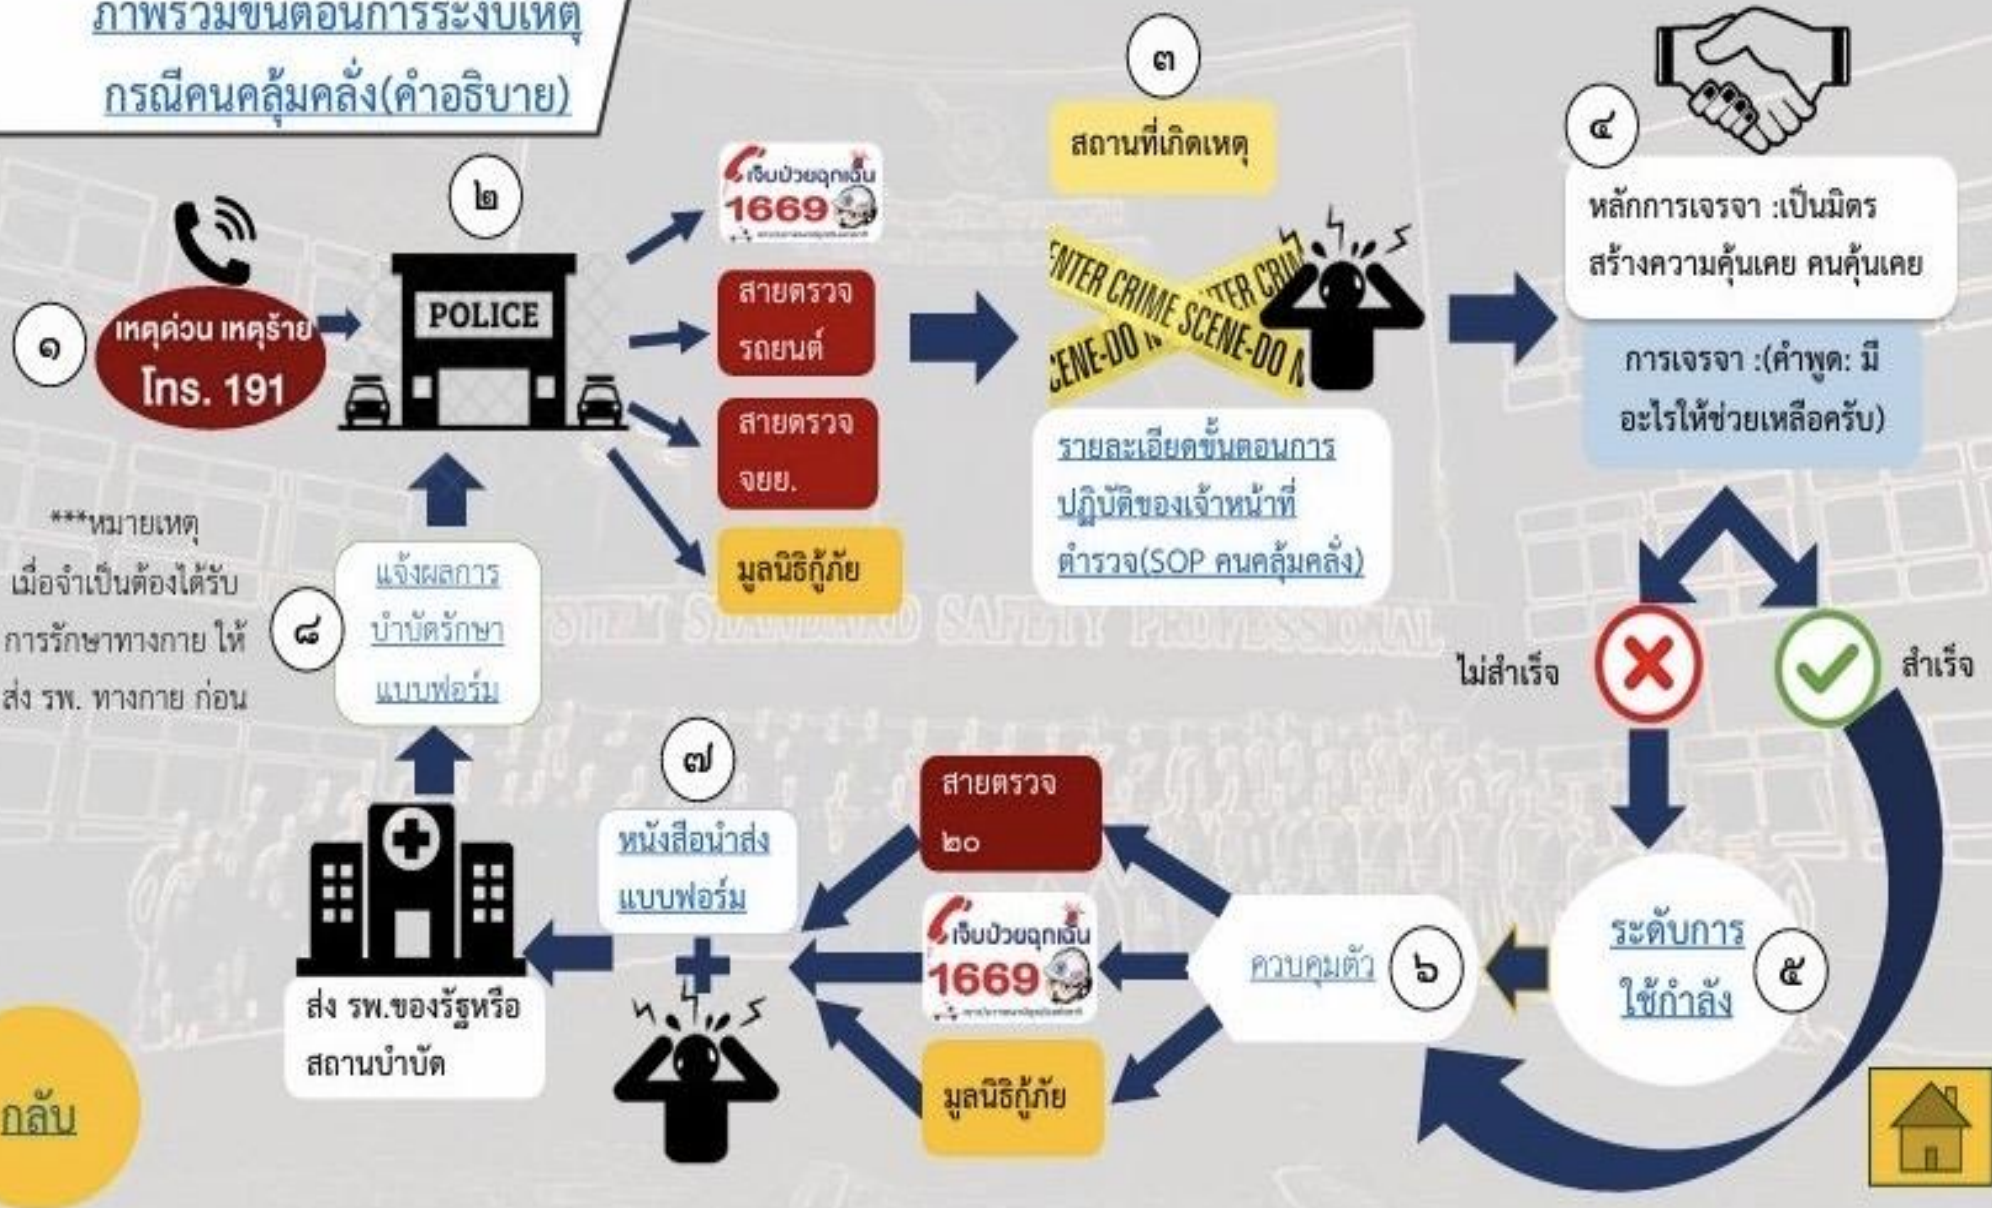 ภาพรวมขั้นตอนการระงับเหตุ
กรณีคนคลุ้มคลั่ง(คำอธิบาย)
๑
เหตุด่วน เหตุร้าย
โทร. 191
๒
POLICE
เจ็บป่วยฉุกเฉิน
1669
สายตรวจ
รถยนต์
สายตรวจ
จยย.
มูลนิธิกู้ภัย
๓
สถานที่เกิดเหตุ
ENTER CRIME SCENE-DO N
รายละเอียดขั้นตอนการ
ปฏิบัติของเจ้าหน้าที่
ตำรวจ(SOP คนคลุ้มคลั่ง)
๔
หลักการเจรจา :เป็นมิตร
สร้างความคุ้นเคย คนคุ้นเคย
การเจรจา :(คำพูด: มี
อะไรให้ช่วยเหลือครับ)
ไม่สำเร็จ
สำเร็จ
ระดับการ
ใช้กำลัง
๕
ควบคุมตัว
๖
สายตรวจ
๒๐
เจ็บป่วยฉุกเฉิน
1669
มูลนิธิกู้ภัย
๗
หนังสือนำส่ง
แบบฟอร์ม
ส่ง รพ.ของรัฐหรือ
สถานบำบัด
๘
แจ้งผลการ
บำบัดรักษา
แบบฟอร์ม
***หมายเหตุ
เมื่อจำเป็นต้องได้รับ
การรักษาทางกาย ให้
ส่ง รพ. ทางกาย ก่อน
STANDARD SAFETY PROFESSIONAL
กลับ